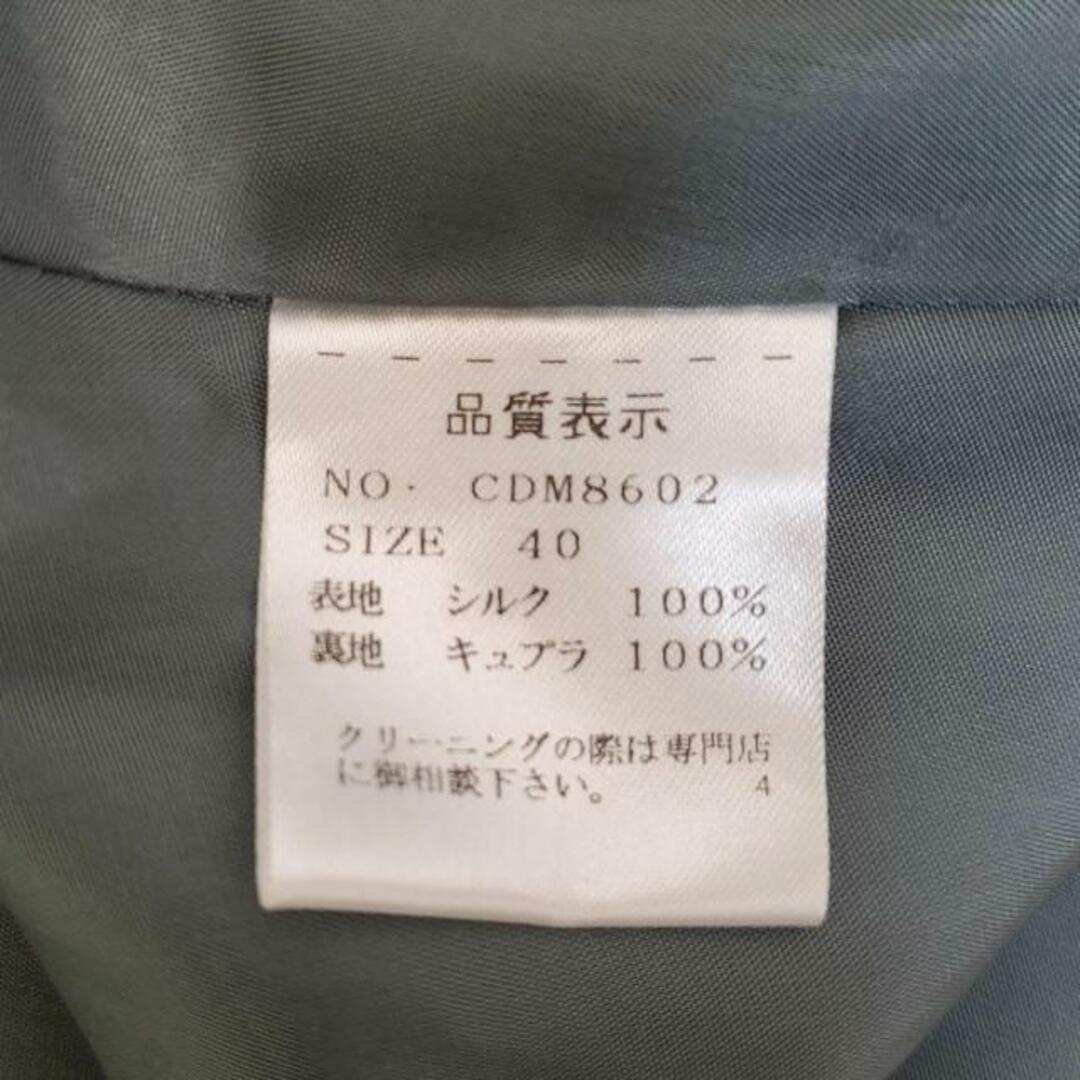 品質表示
NO. CDM8602
SIZE 40
表地 シルク 100%
裏地 キュプラ 100%
クリーニングの際は専門店
に御相談下さい。 4